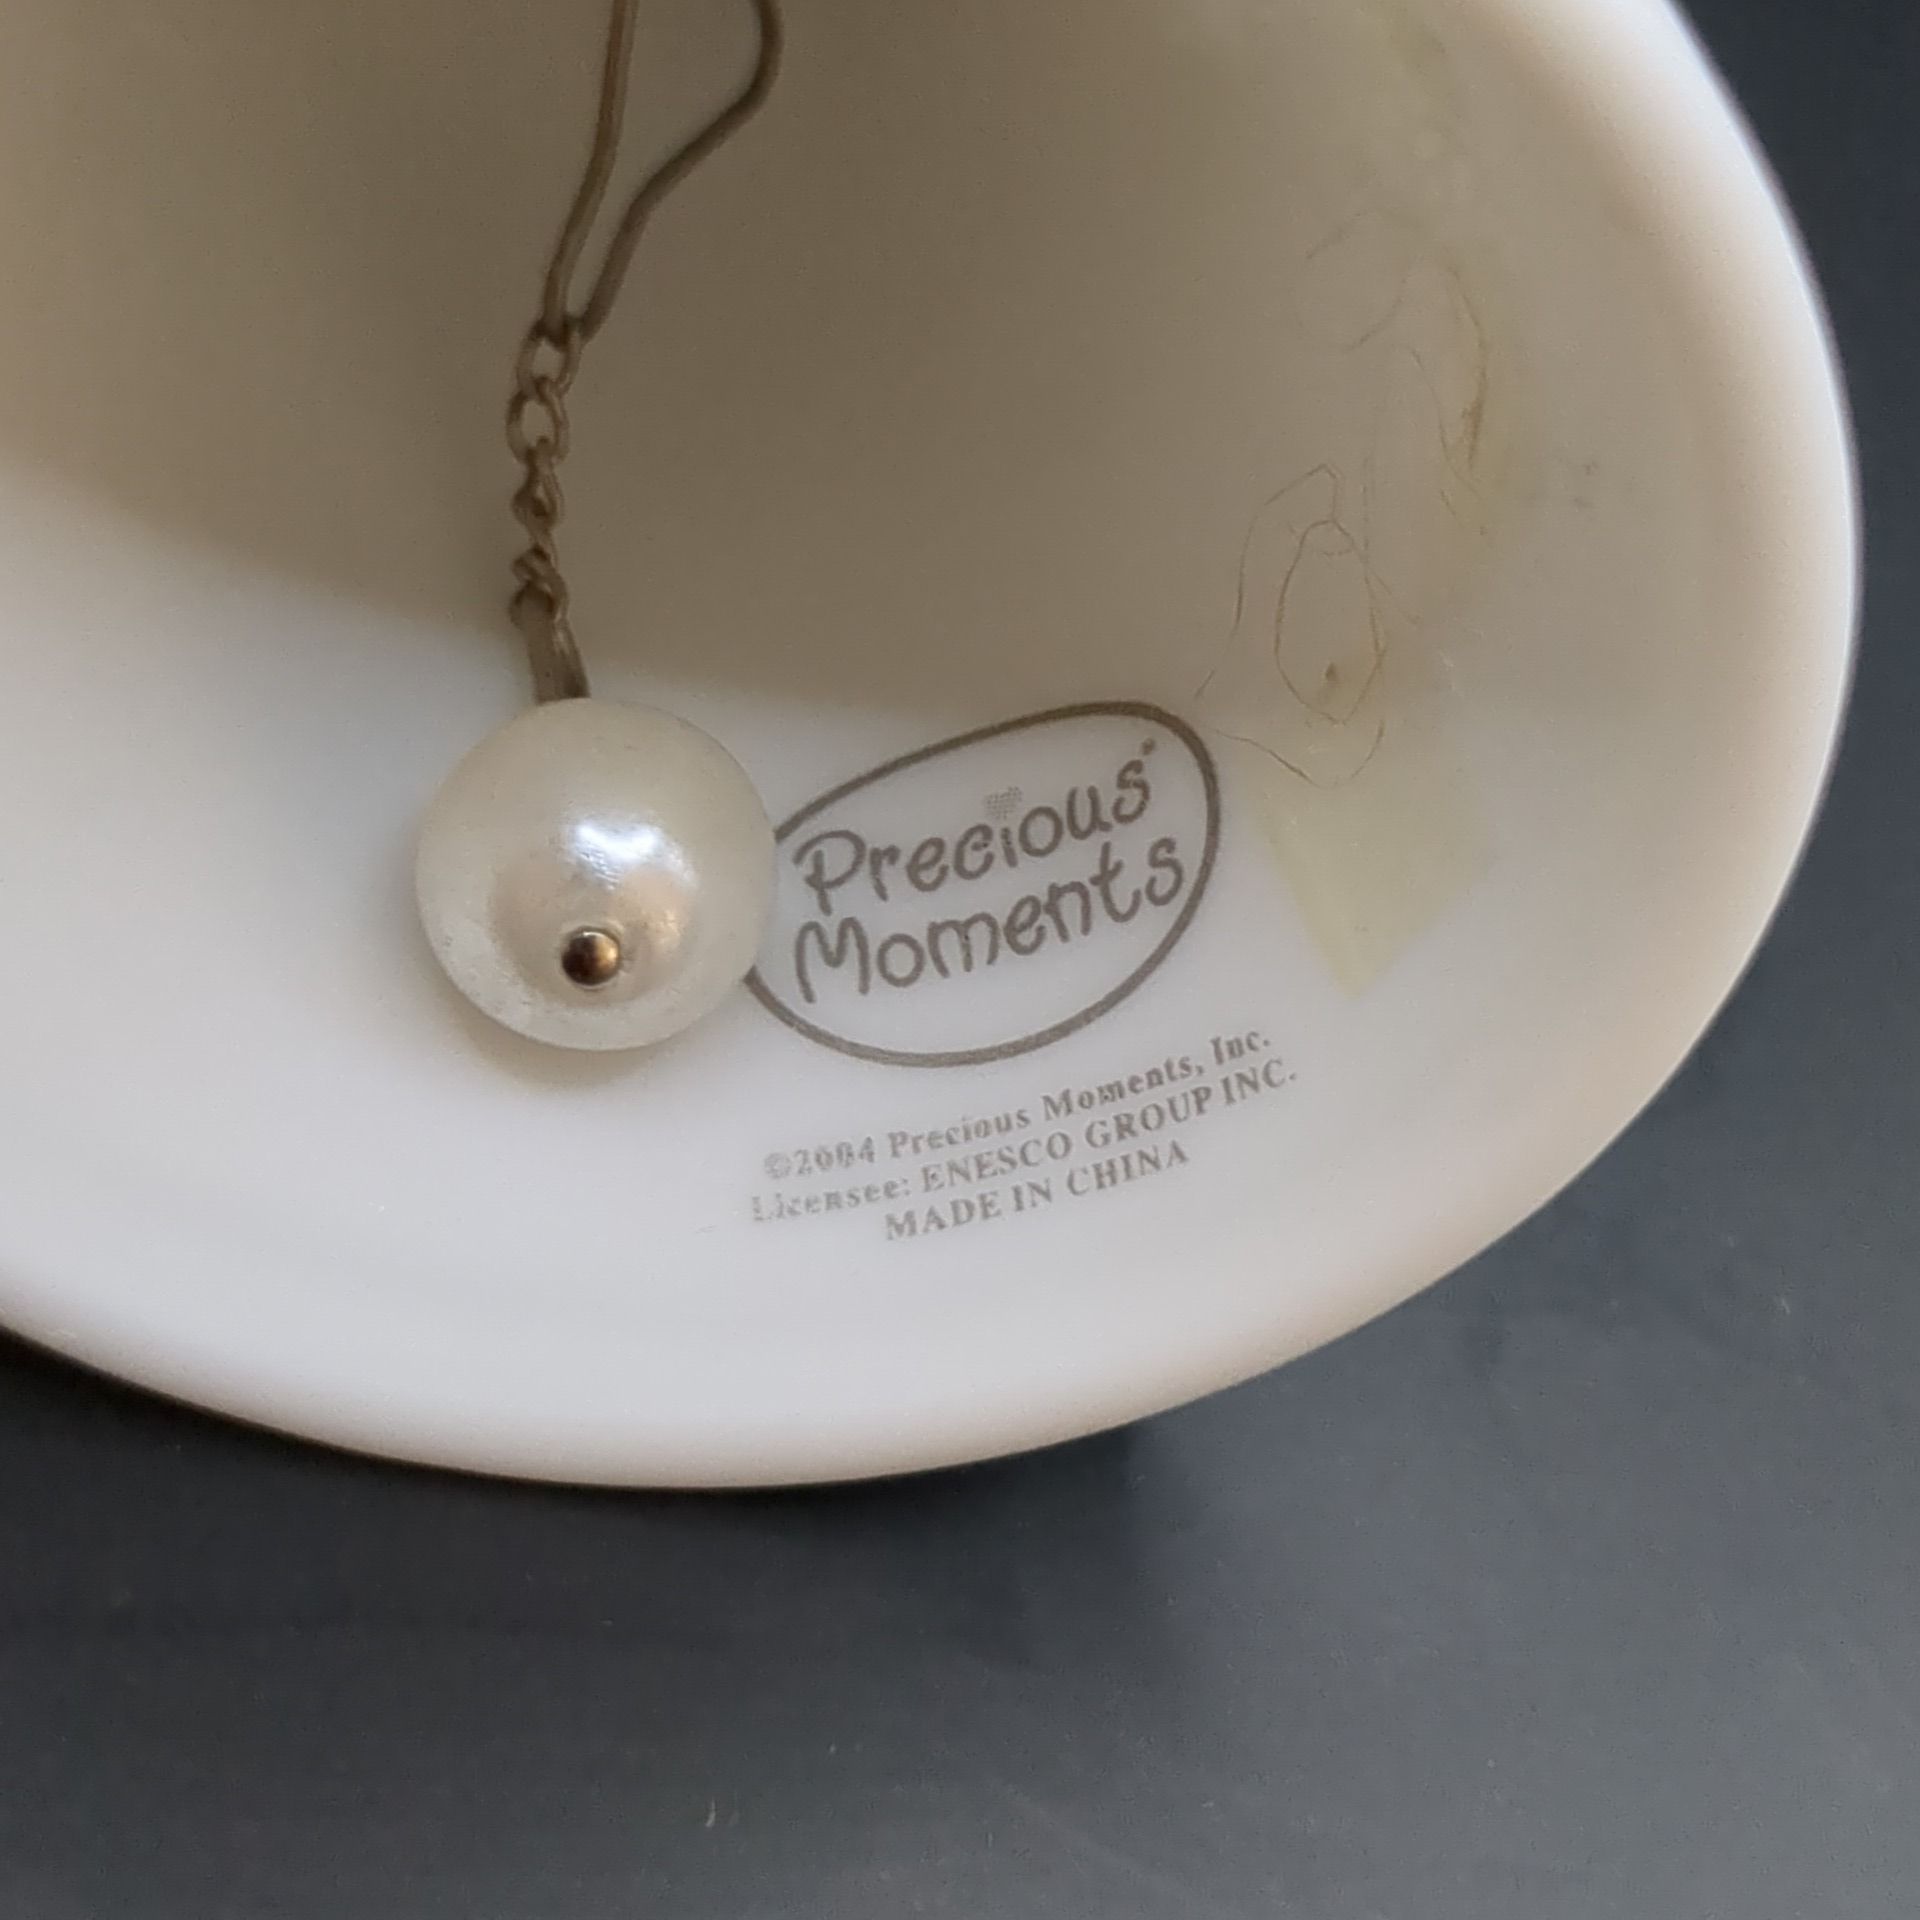 Precious
Moments
©2004 Precious Moments, Inc.
Licensee: ENESCO GROUP INC.
MADE IN CHINA